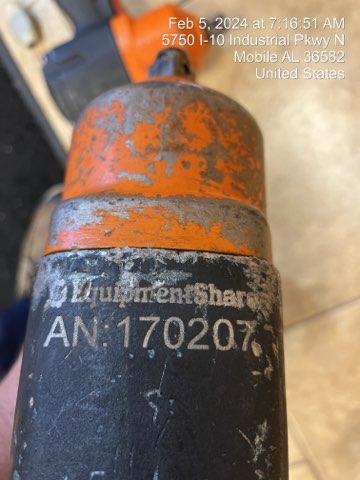 Feb 5, 2024 at 7:16:51 AM
5750 I-10 Industrial Pkwy N
Mobile AL 36582
United States
EquipmentShare
AN:170207